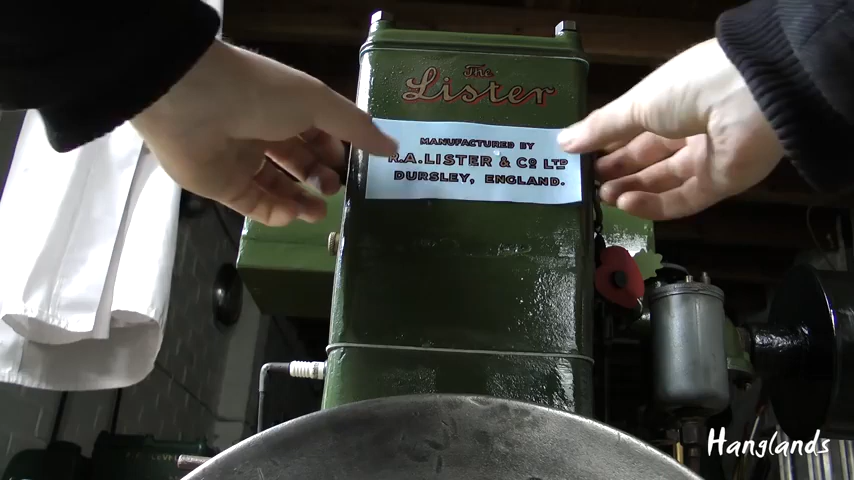 The
Lister
MANUFACTURED BY
R.A. LISTER & Co LTD
DURSLEY, ENGLAND.
Hanglands